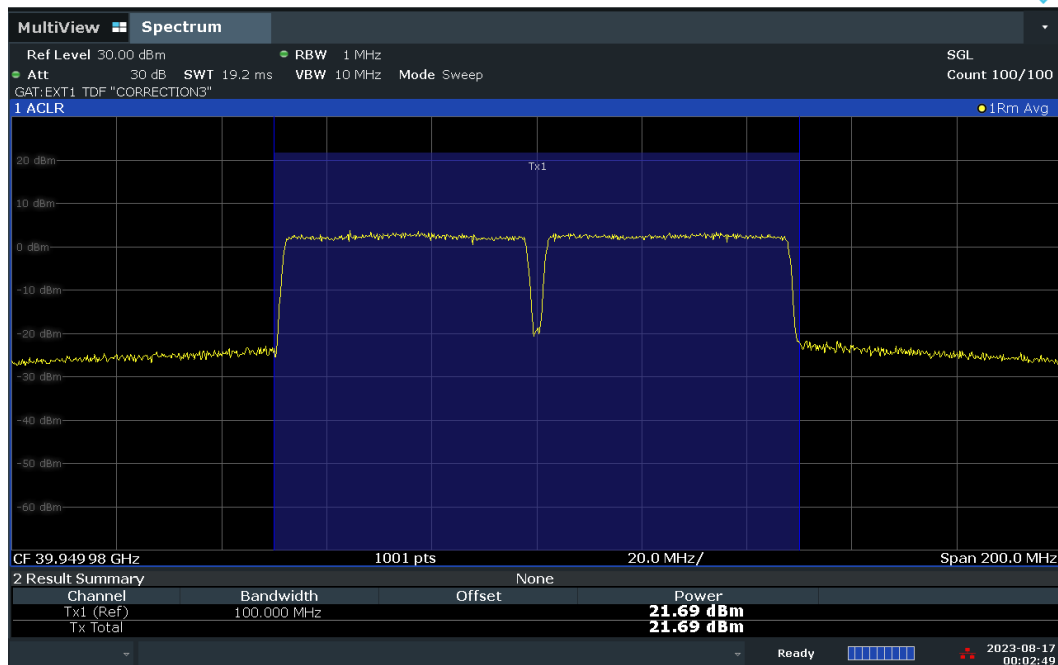 MultiView Spectrum
Ref Level 30.00 dBm RBW 1 MHz SGL
Att 30 dB SWT 19.2 ms VBW 10 MHz Mode Sweep Count 100/100
GAT:EXT1 TDF "CORRECTION3"
1 ACLR 1Rm Avg
20 dBm
Tx1
10 dBm
0 dBm
-10 dBm
-20 dBm
-30 dBm
-40 dBm
-50 dBm
-60 dBm
CF 39.949 98 GHz 1001 pts 20.0 MHz/ Span 200.0 MHz
2 Result Summary None
Channel Bandwidth Offset Power
Tx1 (Ref) 100.000 MHz 21.69 dBm
Tx Total 21.69 dBm
Ready 2023-08-17
00:02:49